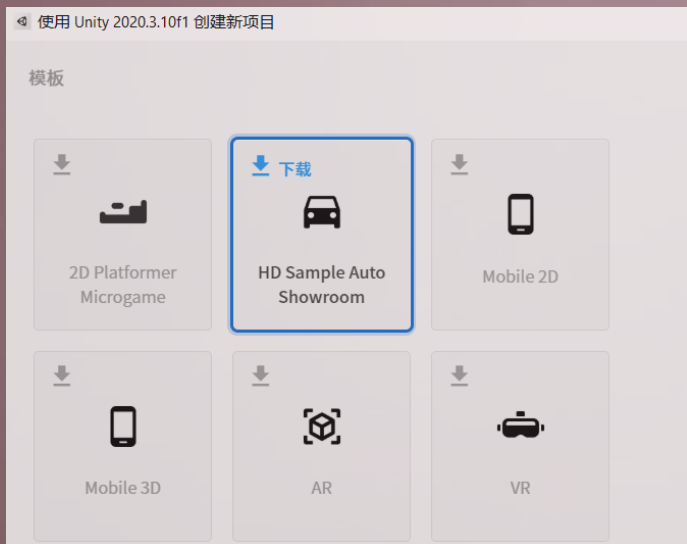 使用 Unity 2020.3.10f1 创建新项目
模板
下载
2D Platformer
Microgame
HD Sample Auto
Showroom
Mobile 2D
Mobile 3D
AR
VR